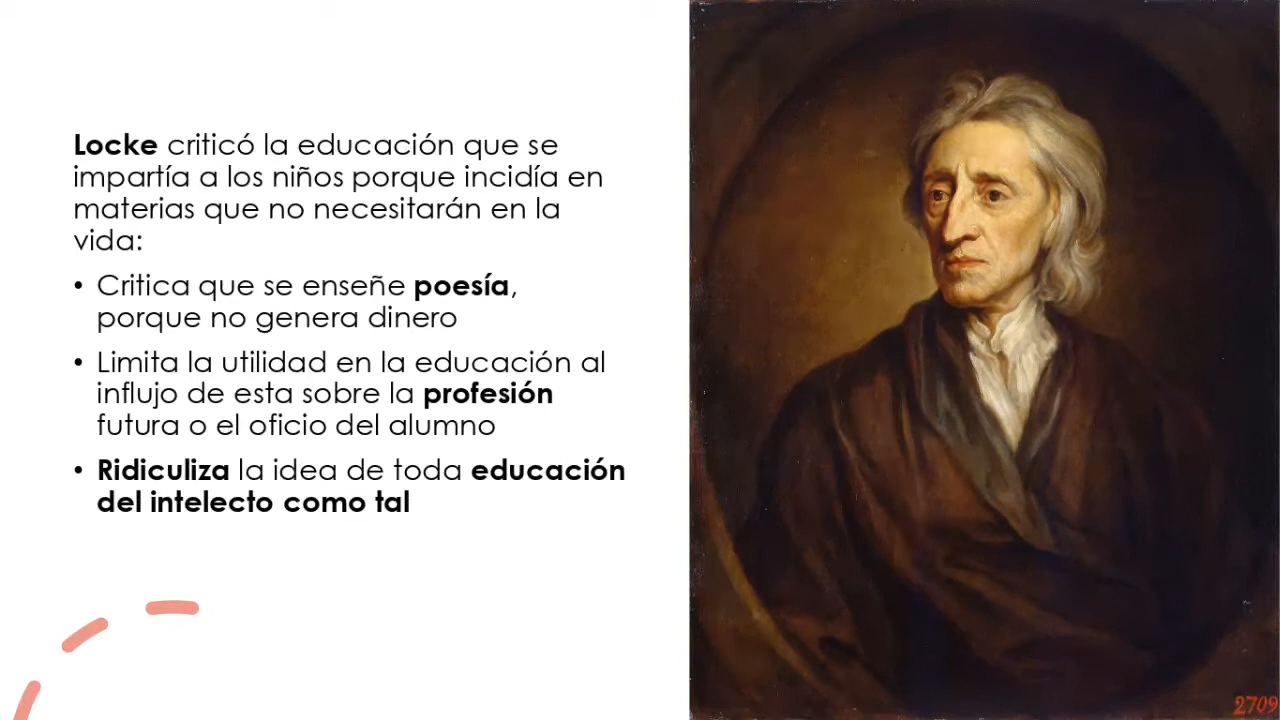 Locke criticó la educación que se
impartía a los niños porque incidía en
materias que no necesitarán en la
vida:
• Critica que se enseñe poesía,
porque no genera dinero
• Limita la utilidad en la educación al
influjo de esta sobre la profesión
futura o el oficio del alumno
• Ridiculiza la idea de toda educación
del intelecto como tal
2709